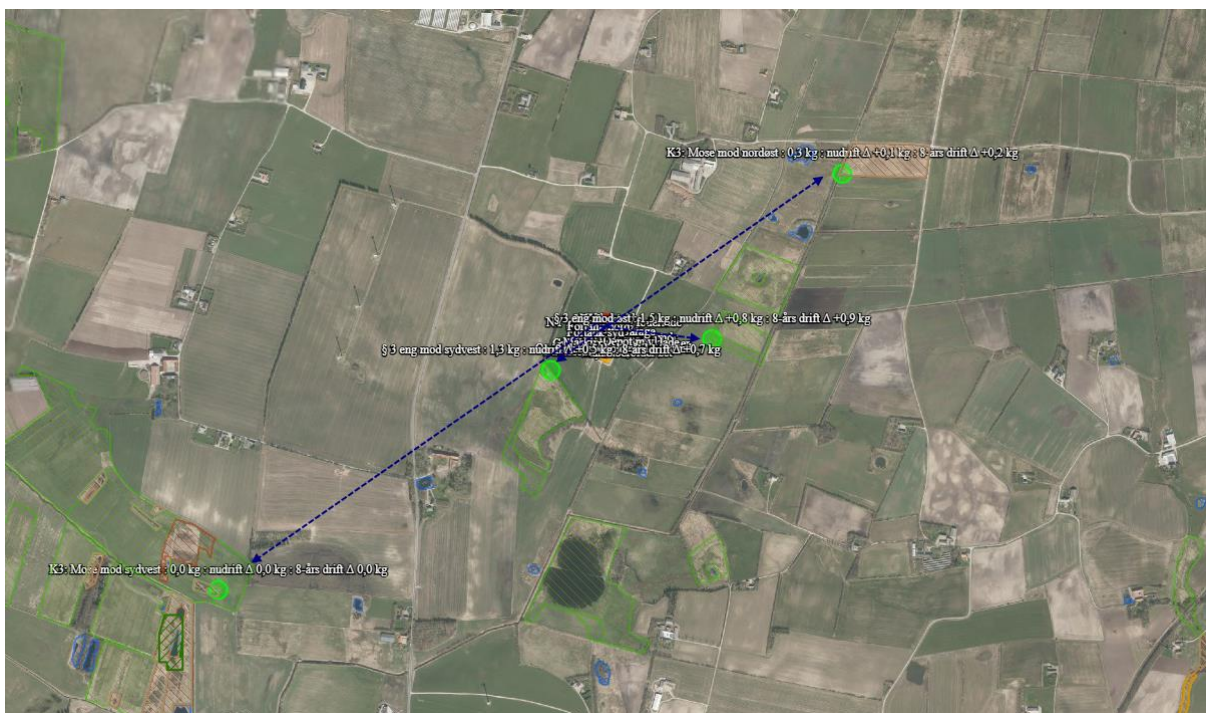 K3: Mose mod nordøst : 0,3 kg : nudrift Δ +0,1 kg : 8-års drift Δ +0,2 kg
§ 3 eng mod øst : 1,5 kg : nudrift Δ +0,8 kg : 8-års drift Δ +0,9 kg
§ 3 eng mod sydvest : 1,3 kg : nudrift Δ +0,5 kg : 8-års drift Δ +0,7 kg
K3: Mose mod sydvest : 0,0 kg : nudrift Δ 0,0 kg : 8-års drift Δ 0,0 kg